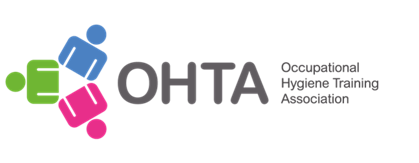 OHTA
Occupational
Hygiene Training
Association